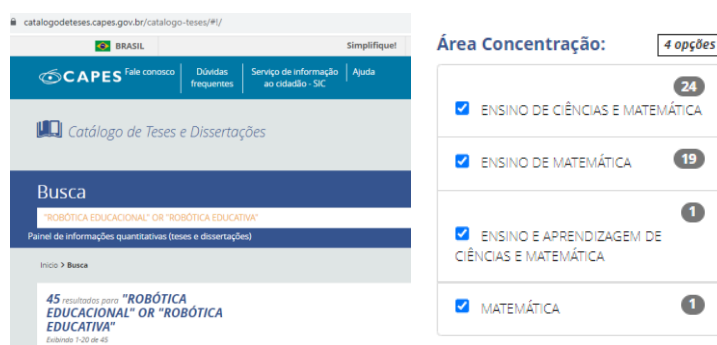 catalogodeteses.capes.gov.br/catalogo-teses/#!/
BRASIL
Simplifique!
CAPES
Fale conosco
Dúvidas
frequentes
Serviço de informação
ao cidadão - SIC
Ajuda
Catálogo de Teses e Dissertações
Busca
"ROBÓTICA EDUCACIONAL" OR "ROBÓTICA EDUCATIVA"
Painel de informações quantitativas (teses e dissertações)
Início > Busca
45 resultados para "ROBÓTICA
EDUCACIONAL" OR "ROBÓTICA
EDUCATIVA"
Exibindo 1-20 de 45
Área Concentração:
4 opções
24
ENSINO DE CIÊNCIAS E MATEMÁTICA
ENSINO DE MATEMÁTICA
19
1
ENSINO E APRENDIZAGEM DE
CIÊNCIAS E MATEMÁTICA
MATEMÁTICA
1